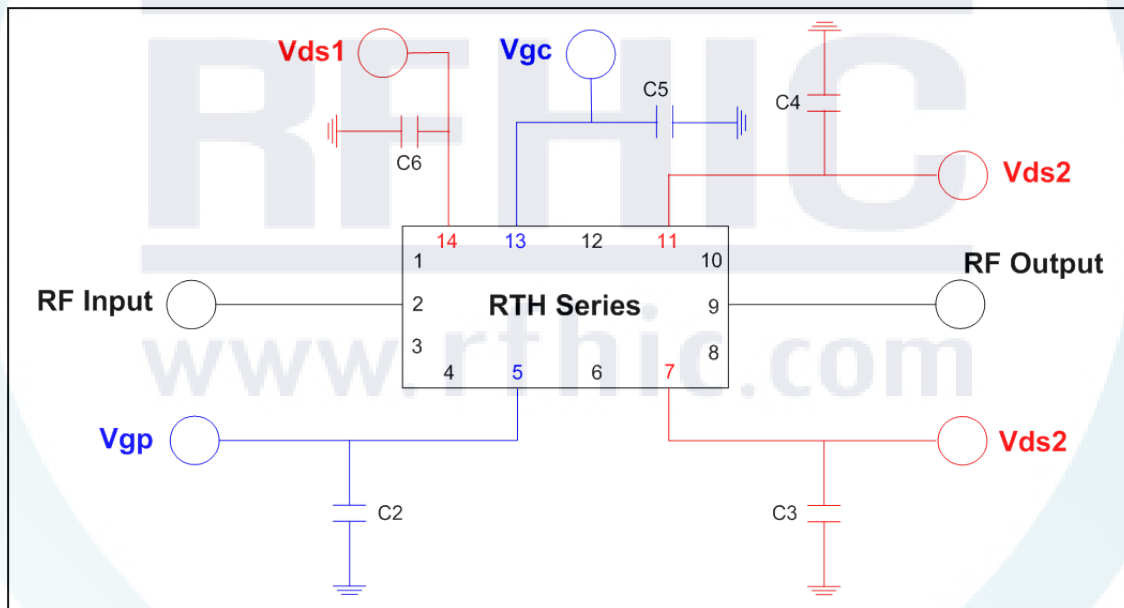 RFHIC
www.rfhic.com
Vds1
Vgc
C5
C4
C6
Vds2
14 13 12 11
1 10
RF Output
RF Input
2 RTH Series 9
3 8
4 5 6 7
Vgp
Vds2
C2
C3